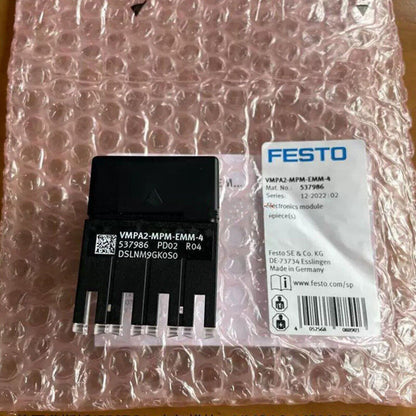 FESTO
VMPA2-MPM-EMM-4
Mat. No.: 537986
Series: 12-2022:02
Electronics module
Festo SE & Co. KG
DE-73734 Esslingen
Made in Germany
www.festo.com/sp
VMPA2-MPM-EMM-4
537986 PD02 R04
DSLNM9GK0S0